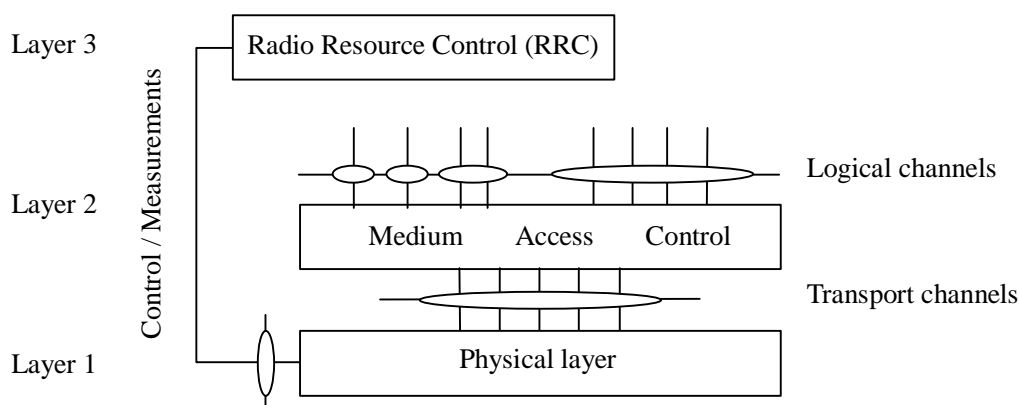 Layer 3
Radio Resource Control (RRC)
Control / Measurements
Logical channels
Layer 2
Medium Access Control
Transport channels
Layer 1
Physical layer